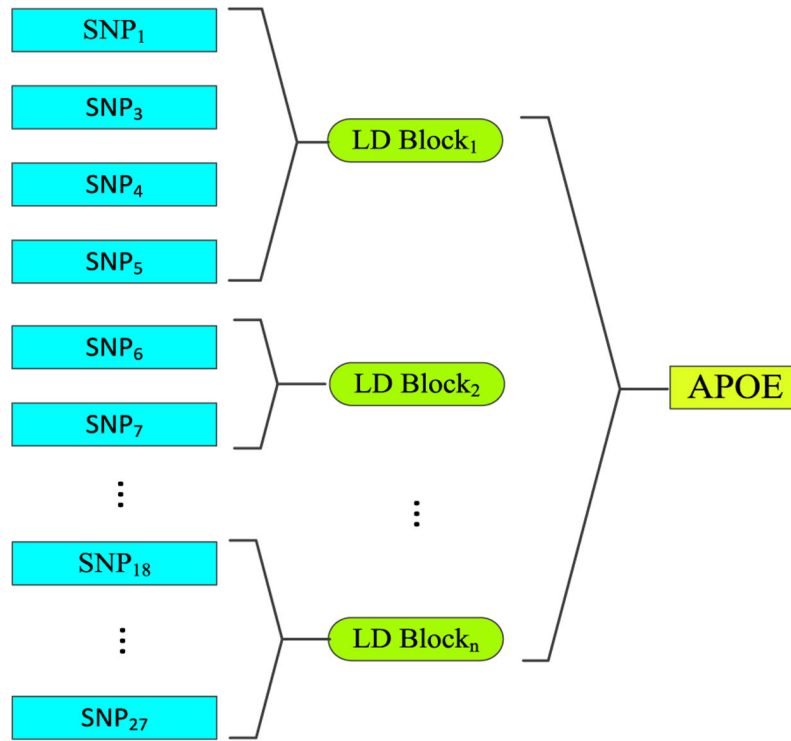 SNP₁
SNP₃
SNP₄
SNP₅
LD Block₁
SNP₆
SNP₇
LD Block₂
⋮
⋮
SNP₁₈
⋮
SNP₂₇
LD Blockₙ
APOE